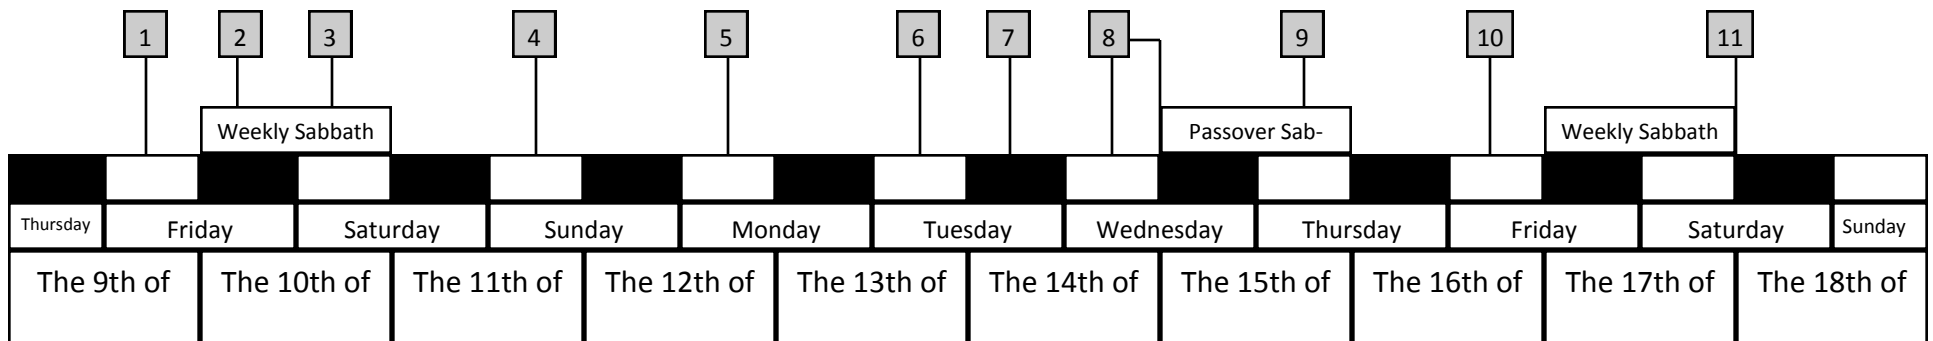 1 2 3 4 5 6 7 8 9 10 11
Weekly Sabbath Passover Sab- Weekly Sabbath
Thursday Friday Saturday Sunday Monday Tuesday Wednesday Thursday Friday Saturday Sunday
The 9th of The 10th of The 11th of The 12th of The 13th of The 14th of The 15th of The 16th of The 17th of The 18th of